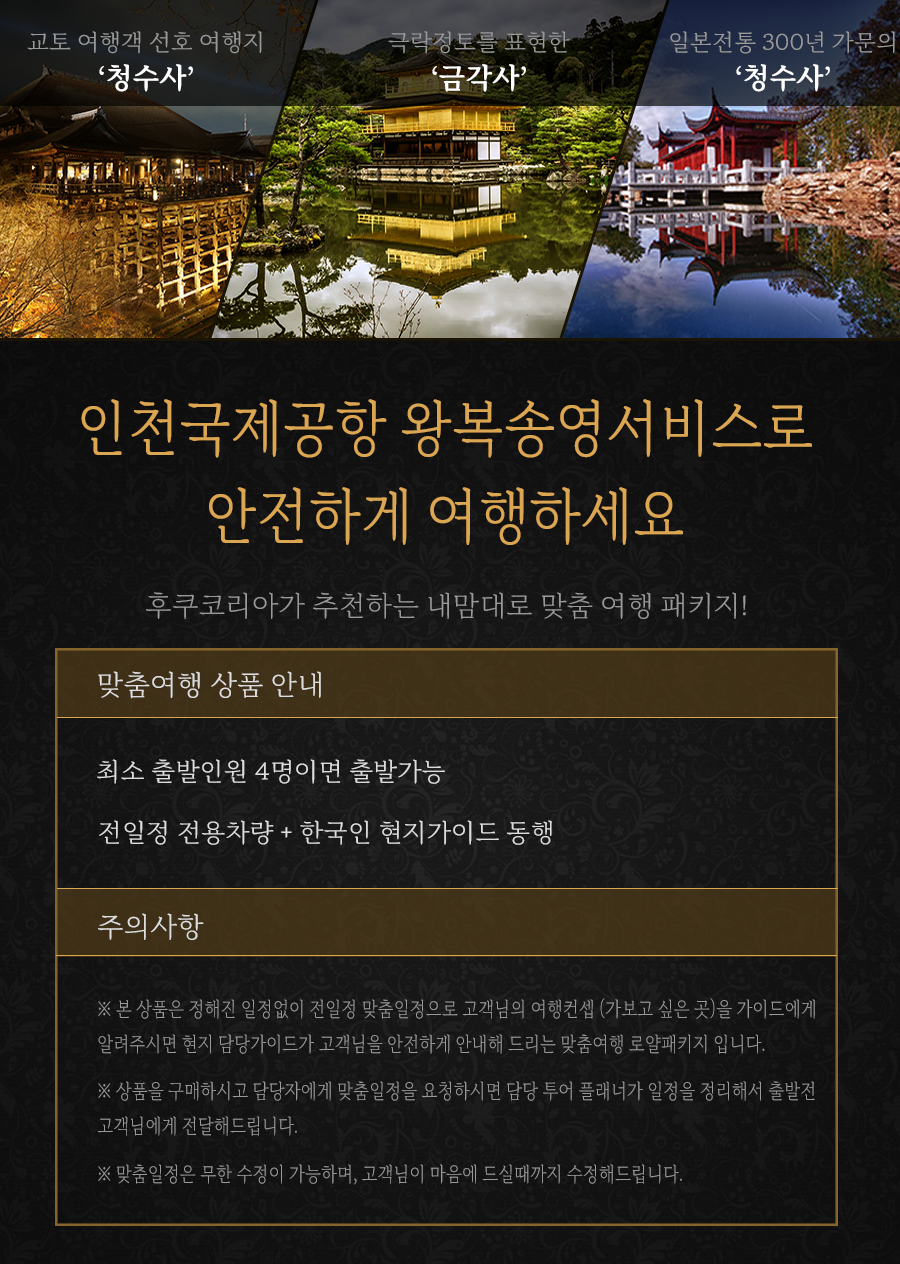 교토 여행객 선호 여행지
‘청수사’
극락정토를 표현한
‘금각사’
일본전통 300년 가문의
‘청수사’
인천국제공항 왕복송영서비스로
안전하게 여행하세요
후쿠코리아가 추천하는 내맘대로 맞춤 여행 패키지!
맞춤여행 상품 안내
최소 출발인원 4명이면 출발가능
전일정 전용차량 + 한국인 현지가이드 동행
주의사항
※ 본 상품은 정해진 일정없이 전일정 맞춤일정으로 고객님의 여행컨셉 (가보고 싶은 곳)을 가이드에게
알려주시면 현지 담당가이드가 고객님을 안전하게 안내해 드리는 맞춤여행 로얄패키지 입니다.
※ 상품을 구매하시고 담당자에게 맞춤일정을 요청하시면 담당 투어 플래너가 일정을 정리해서 출발전
고객님에게 전달해드립니다.
※ 맞춤일정은 무한 수정이 가능하며, 고객님이 마음에 드실때까지 수정해드립니다.